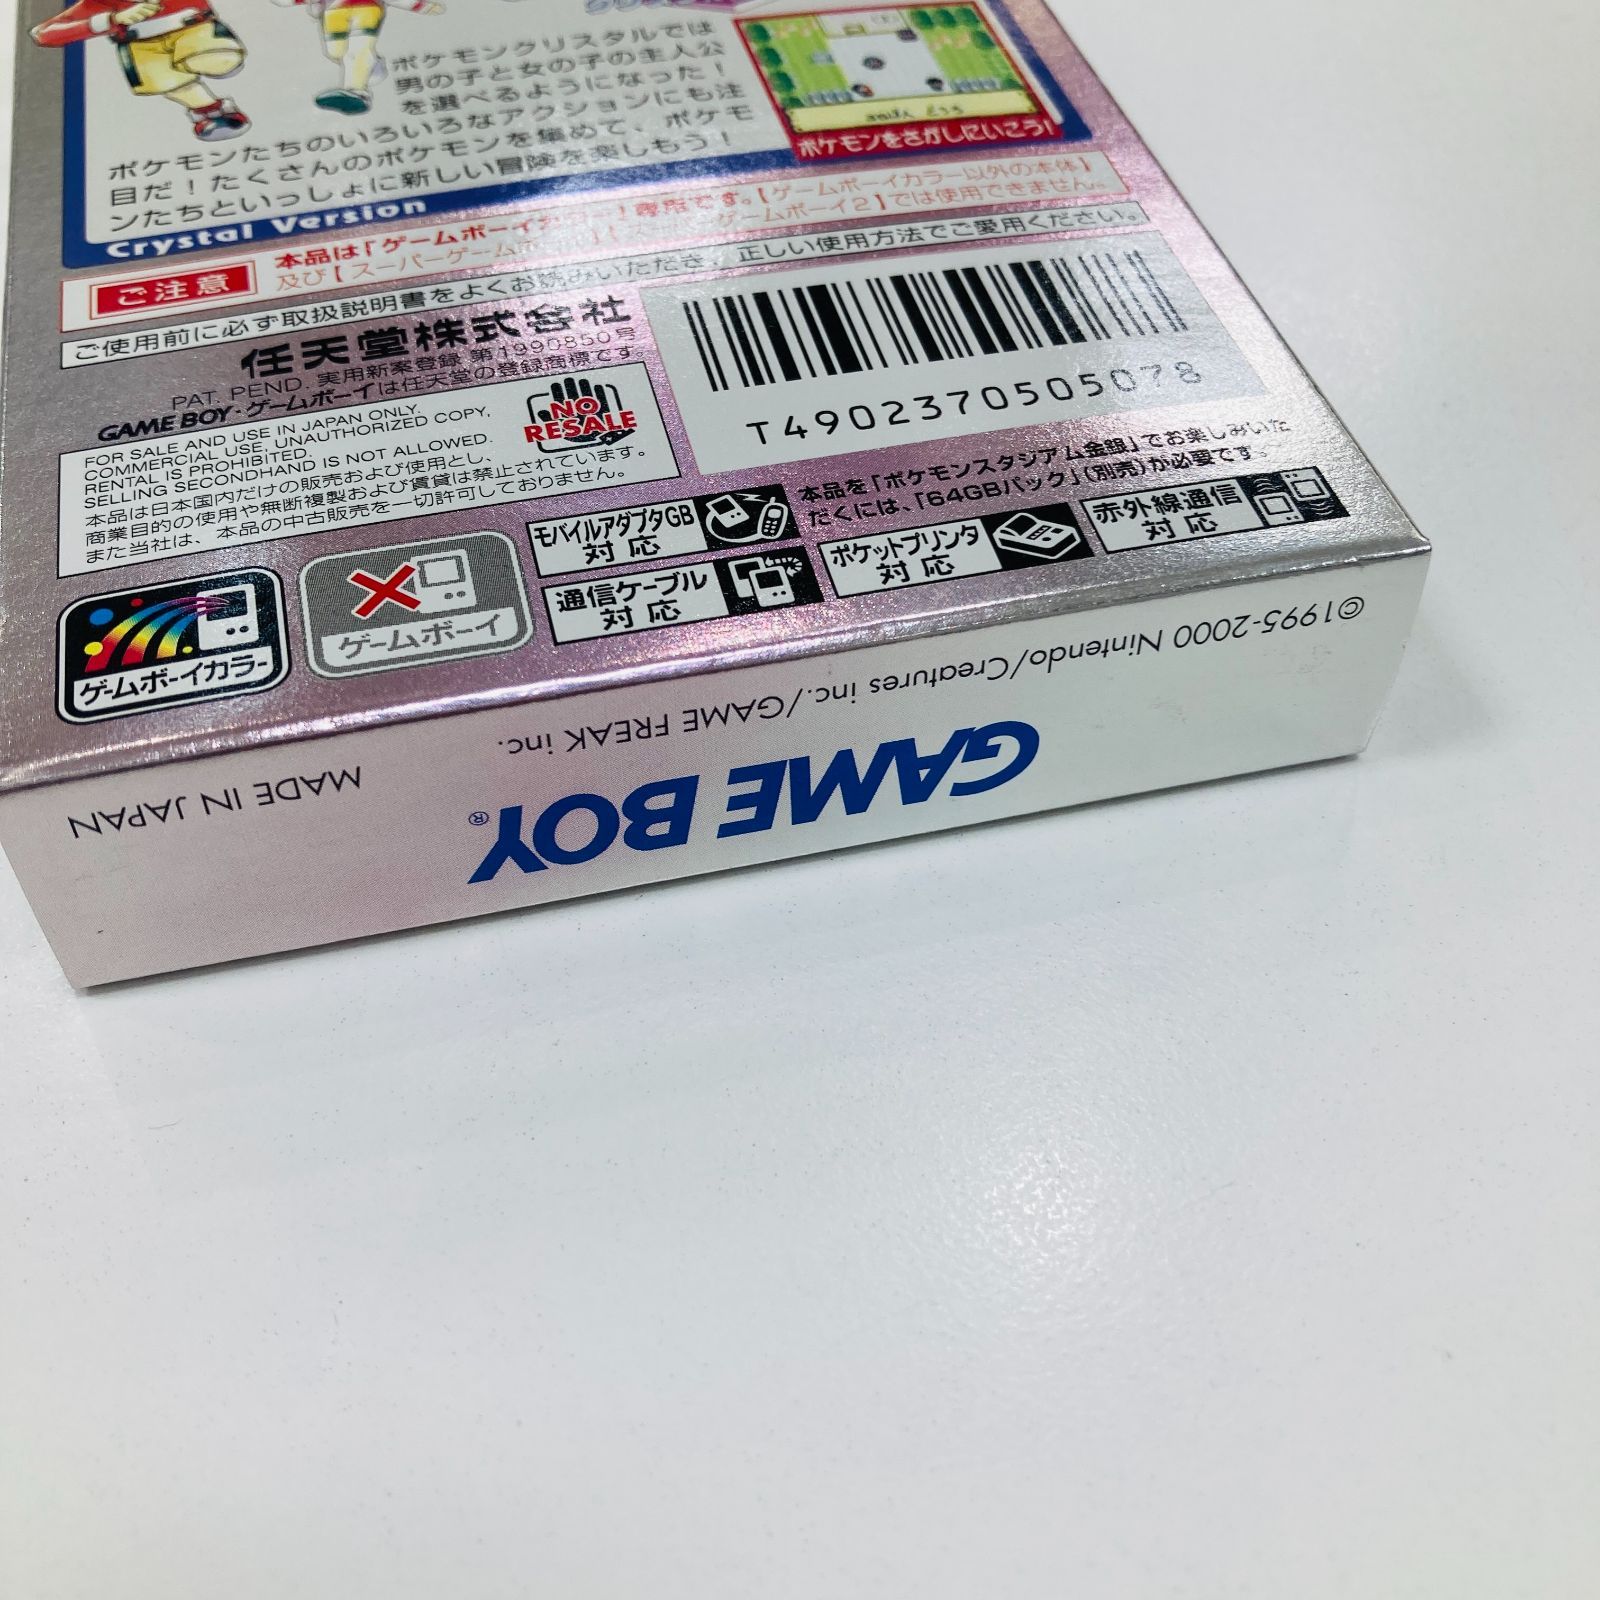 ポケモンクリスタルでは
男の子と女の子の主人公
を選べるようになった!
ポケモンたちのいろいろなアクションにも注
目だ!たくさんのポケモンを集めて、ポケモ
ンたちといっしょに新しい冒険を楽しもう!
Crystal Version
ポケモンをさがしにいこう!
ご注意
本品は「ゲームボーイカラー」専用です。【ゲームボーイカラー以外の本体】
及び【スーパーゲームボーイ】【スーパーゲームボーイ2】では使用できません。
ご使用前に必ず取扱説明書をよくお読みいただき、正しい使用方法でご愛用ください。
任天堂株式会社
PAT. PEND. 実用新案登録 第1990850号
GAME BOY・ゲームボーイは任天堂の登録商標です。
FOR SALE AND USE IN JAPAN ONLY.
COMMERCIAL USE, UNAUTHORIZED COPY,
RENTAL IS PROHIBITED.
SELLING SECONDHAND IS NOT ALLOWED.
本品は日本国内だけの販売および使用とし、
商業目的の使用や無断複製および賃貸は禁止されています。
また当社は、本品の中古販売を一切許可しておりません。
NO
RESALE
T4902370505078
本品を「ポケモンスタジアム金銀」でお楽しみいた
だくには、「64GBパック」(別売)が必要です。
モバイルアダプタGB
対応
通信ケーブル
対応
ポケットプリンタ
対応
赤外線通信
対応
ゲームボーイカラー
ゲームボーイ
©1995-2000 Nintendo/Creatures inc./GAME FREAK inc.
GAME BOY®
MADE IN JAPAN